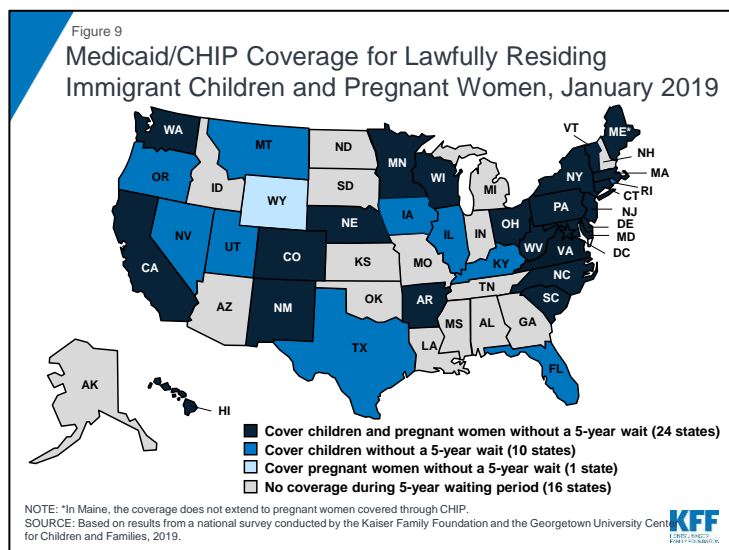 Figure 9
Medicaid/CHIP Coverage for Lawfully Residing
Immigrant Children and Pregnant Women, January 2019
WA
MT
ND
MN
VT
ME*
NH
OR
ID
SD
WI
MI
NY
MA
RI
CT
WY
NE
IA
PA
NJ
DE
MD
DC
NV
UT
CO
IL
IN
OH
WV
VA
CA
KS
MO
KY
NC
AZ
NM
OK
AR
TN
SC
MS
AL
GA
TX
LA
FL
AK
HI
Cover children and pregnant women without a 5-year wait (24 states)
Cover children without a 5-year wait (10 states)
Cover pregnant women without a 5-year wait (1 state)
No coverage during 5-year waiting period (16 states)
NOTE: *In Maine, the coverage does not extend to pregnant women covered through CHIP.
SOURCE: Based on results from a national survey conducted by the Kaiser Family Foundation and the Georgetown University
for Children and Families, 2019.
KFF
HENRY J KAISER
FAMILY FOUNDATION